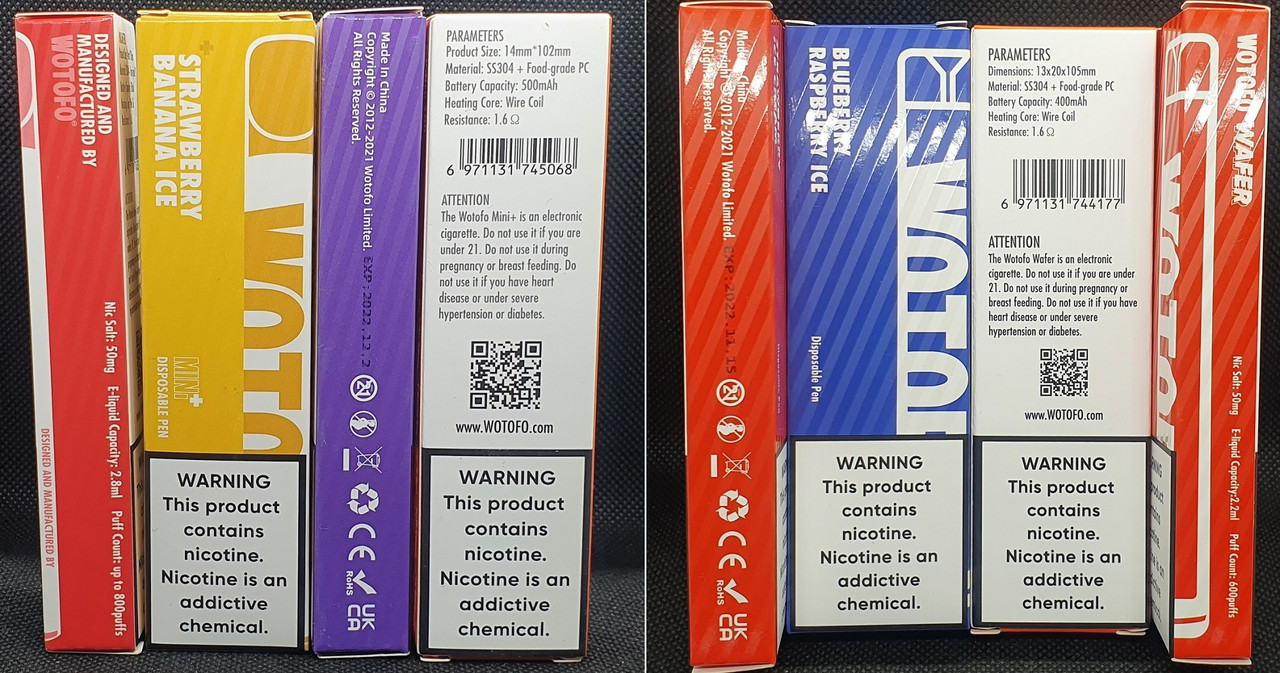 DESIGNED AND
MANUFACTURED BY
WOTOFO®
Nic Salt: 50mg E-liquid Capacity: 2.8ml Puff Count: up to 800puffs
DESIGNED AND MANUFACTURED BY
STRAWBERRY
BANANA ICE
MINI+
DISPOSABLE PEN
WOTO
WARNING
This product
contains
nicotine.
Nicotine is an
addictive
chemical.
Made In China
Copyright © 2012-2021 Wotofo Limited.
All Rights Reserved.
EXP:2022.12.2
21
RoHS
UK
CA
PARAMETERS
Product Size: 14mm*102mm
Material: SS304 + Food-grade PC
Battery Capacity: 500mAh
Heating Core: Wire Coil
Resistance: 1.6 Ω
6 971131 745068
ATTENTION
The Wotofo Mini+ is an electronic
cigarette. Do not use it if you are
under 21. Do not use it during
pregnancy or breast feeding. Do
not use it if you have heart
disease or under severe
hypertension or diabetes.
www.WOTOFO.com
WARNING
This product
contains
nicotine.
Nicotine is an
addictive
chemical.
Made In China
Copyright © 2012-2021 Wotofo Limited.
All Rights Reserved.
EXP:2022.11.15
21
RoHS
UK
CA
BLUEBERRY
RASPBERRY ICE
Disposable Pen
WOTO
WARNING
This product
contains
nicotine.
Nicotine is an
addictive
chemical.
PARAMETERS
Dimensions: 13x20x105mm
Material: SS304 + Food-grade PC
Battery Capacity: 400mAh
Heating Core: Wire Coil
Resistance: 1.6 Ω
6 971131 744177
ATTENTION
The Wotofo Wafer is an electronic
cigarette. Do not use it if you are under
21. Do not use it during pregnancy or
breast feeding. Do not use it if you have
heart disease or under severe
hypertension or diabetes.
www.WOTOFO.com
WARNING
This product
contains
nicotine.
Nicotine is an
addictive
chemical.
WOTOFO WAFER
Nic Salt: 50mg E-liquid Capacity:2.2ml Puff Count: 600puffs